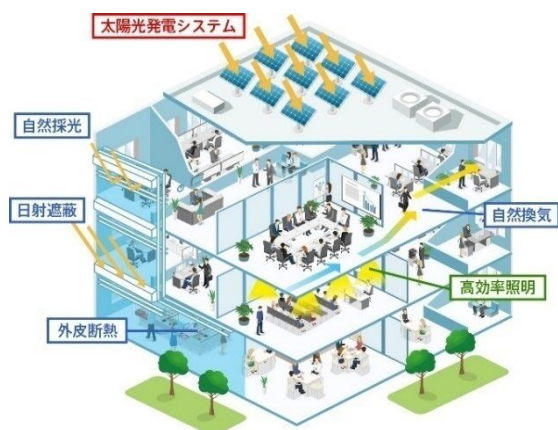 太陽光発電システム
自然採光
日射遮蔽
自然換気
高効率照明
外皮断熱